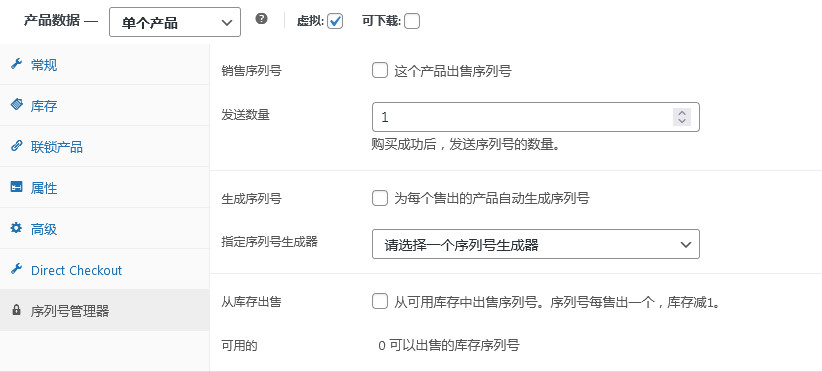 产品数据 — 单个产品 虚拟: 可下载:
常规
库存
联锁产品
属性
高级
Direct Checkout
序列号管理器
销售序列号 这个产品出售序列号
发送数量 1
购买成功后，发送序列号的数量。
生成序列号 为每个售出的产品自动生成序列号
指定序列号生成器 请选择一个序列号生成器
从库存出售 从可用库存中出售序列号。序列号每售出一个，库存减1。
可用的 0 可以出售的库存序列号